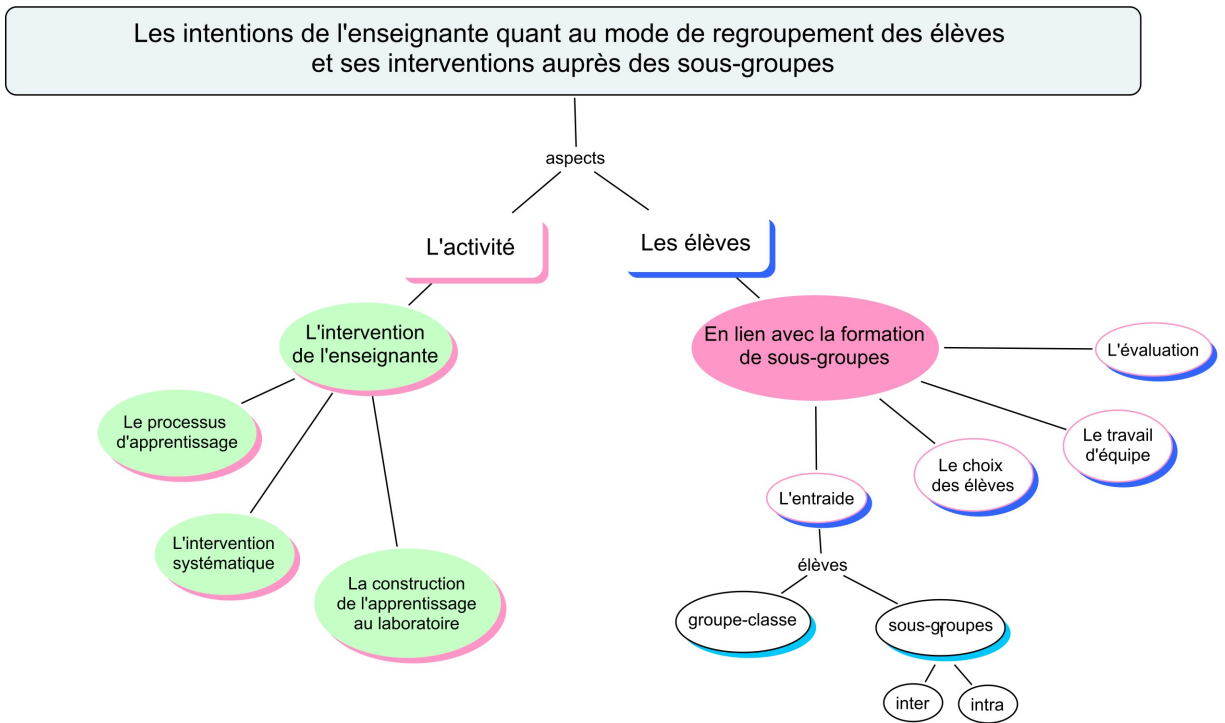 Les intentions de l'enseignante quant au mode de regroupement des élèves
et ses interventions auprès des sous-groupes
aspects
L'activité
Les élèves
L'intervention
de l'enseignante
En lien avec la formation
de sous-groupes
L'évaluation
Le processus
d'apprentissage
Le travail
d'équipe
Le choix
des élèves
L'entraide
L'intervention
systématique
élèves
La construction
de l'apprentissage
au laboratoire
groupe-classe
sous-groupes
inter
intra